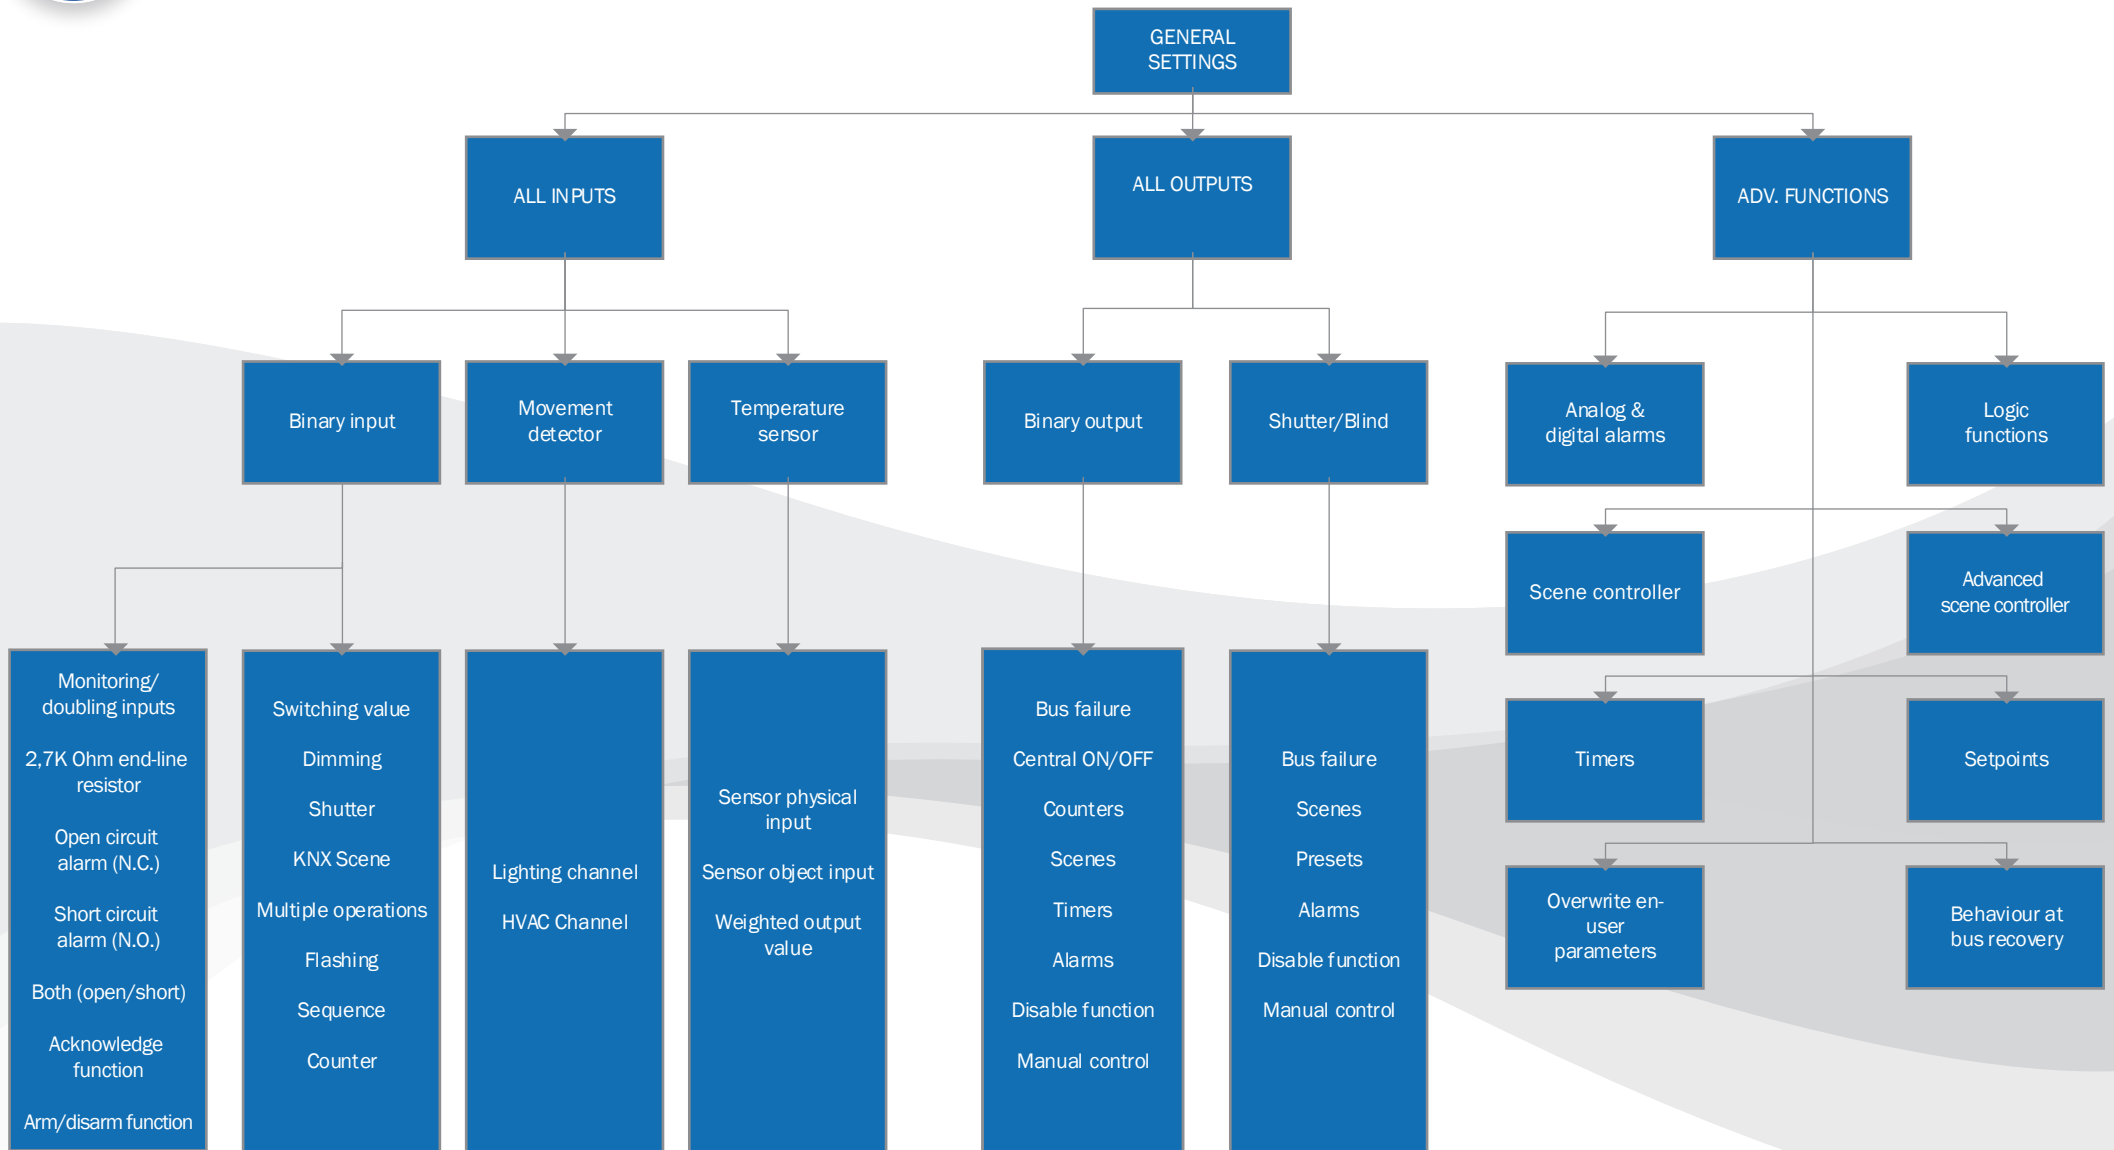 GENERAL
SETTINGS
ALL INPUTS
ALL OUTPUTS
ADV. FUNCTIONS
Binary input
Movement
detector
Temperature
sensor
Binary output
Shutter/Blind
Analog &
digital alarms
Logic
functions
Scene controller
Advanced
scene controller
Timers
Setpoints
Overwrite en-
user
parameters
Behaviour at
bus recovery
Monitoring/
doubling inputs
2,7K Ohm end-line
resistor
Open circuit
alarm (N.C.)
Short circuit
alarm (N.O.)
Both (open/short)
Acknowledge
function
Arm/disarm function
Switching value
Dimming
Shutter
KNX Scene
Multiple operations
Flashing
Sequence
Counter
Lighting channel
HVAC Channel
Sensor physical
input
Sensor object input
Weighted output
value
Bus failure
Central ON/OFF
Counters
Scenes
Timers
Alarms
Disable function
Manual control
Bus failure
Scenes
Presets
Alarms
Disable function
Manual control